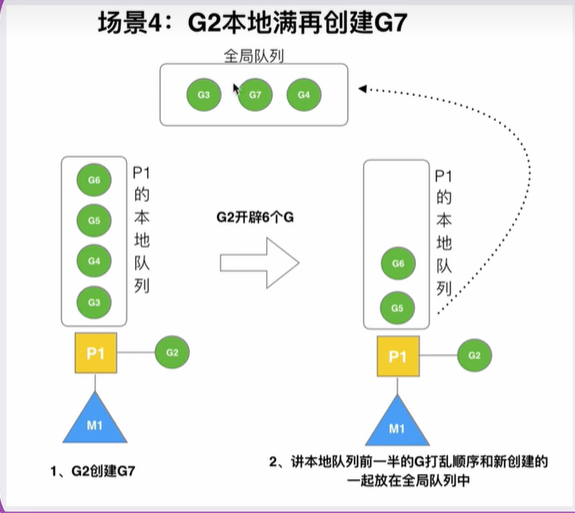 场景4：G2本地满再创建G7
全局队列
G3 G7 G4
G6
G5
G4
G3
P1的本地队列
P1
G2
M1
1、G2创建G7
G2开辟6个G
P1的本地队列
G6
G5
P1
G2
M1
2、讲本地队列前一半的G打乱顺序和新创建的
一起放在全局队列中